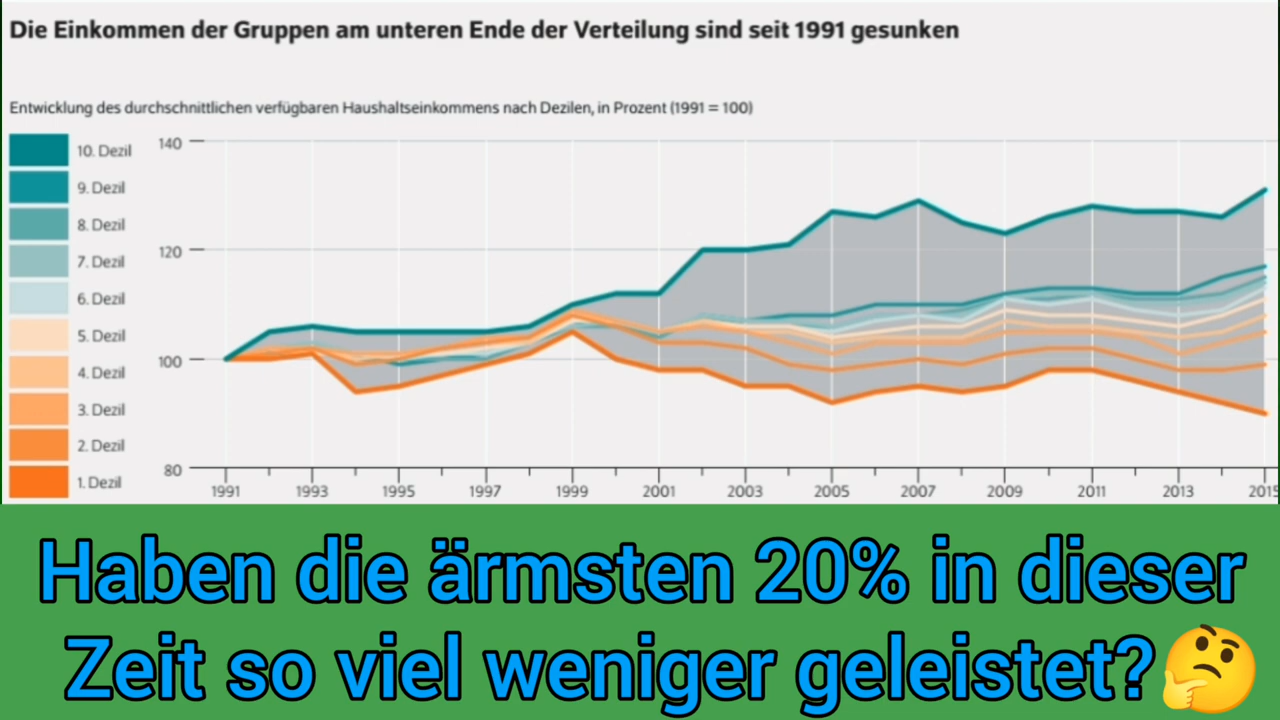 Die Einkommen der Gruppen am unteren Ende der Verteilung sind seit 1991 gesunken
Entwicklung des durchschnittlichen verfügbaren Haushaltseinkommens nach Dezilen, in Prozent (1991 = 100)
10. Dezil
9. Dezil
8. Dezil
7. Dezil
6. Dezil
5. Dezil
4. Dezil
3. Dezil
2. Dezil
1. Dezil
140
120
100
80
1991 1993 1995 1997 1999 2001 2003 2005 2007 2009 2011 2013 2015
Haben die ärmsten 20% in dieser
Zeit so viel weniger geleistet?🤔